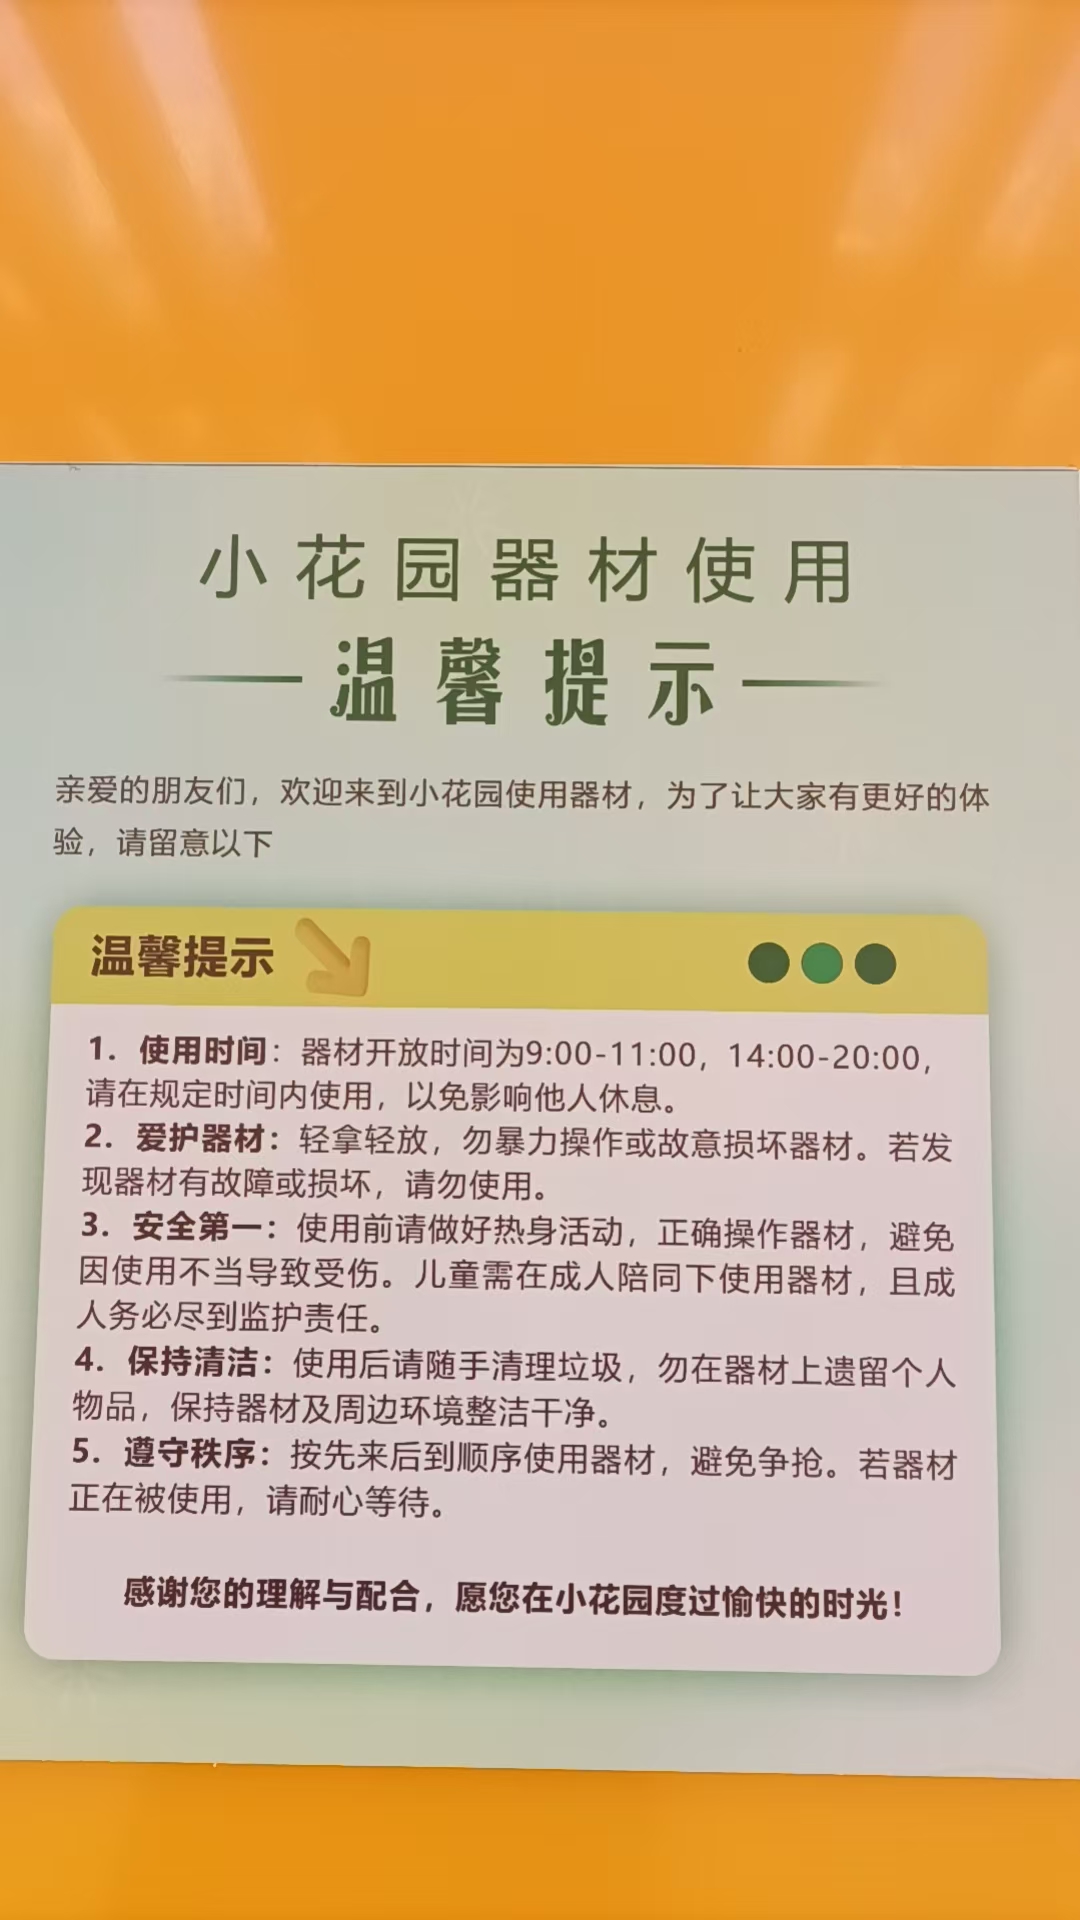 小花园器材使用
温馨提示
亲爱的朋友们，欢迎来到小花园使用器材，为了让大家有更好的体
验，请留意以下
温馨提示
1. 使用时间：器材开放时间为9:00-11:00，14:00-20:00，
请在规定时间内使用，以免影响他人休息。
2. 爱护器材：轻拿轻放，勿暴力操作或故意损坏器材。若发
现器材有故障或损坏，请勿使用。
3. 安全第一：使用前请做好热身活动，正确操作器材，避免
因使用不当导致受伤。儿童需在成人陪同下使用器材，且成
人务必尽到监护责任。
4. 保持清洁：使用后请随手清理垃圾，勿在器材上遗留个人
物品，保持器材及周边环境整洁干净。
5. 遵守秩序：按先来后到顺序使用器材，避免争抢。若器材
正在被使用，请耐心等待。
感谢您的理解与配合，愿您在小花园度过愉快的时光！